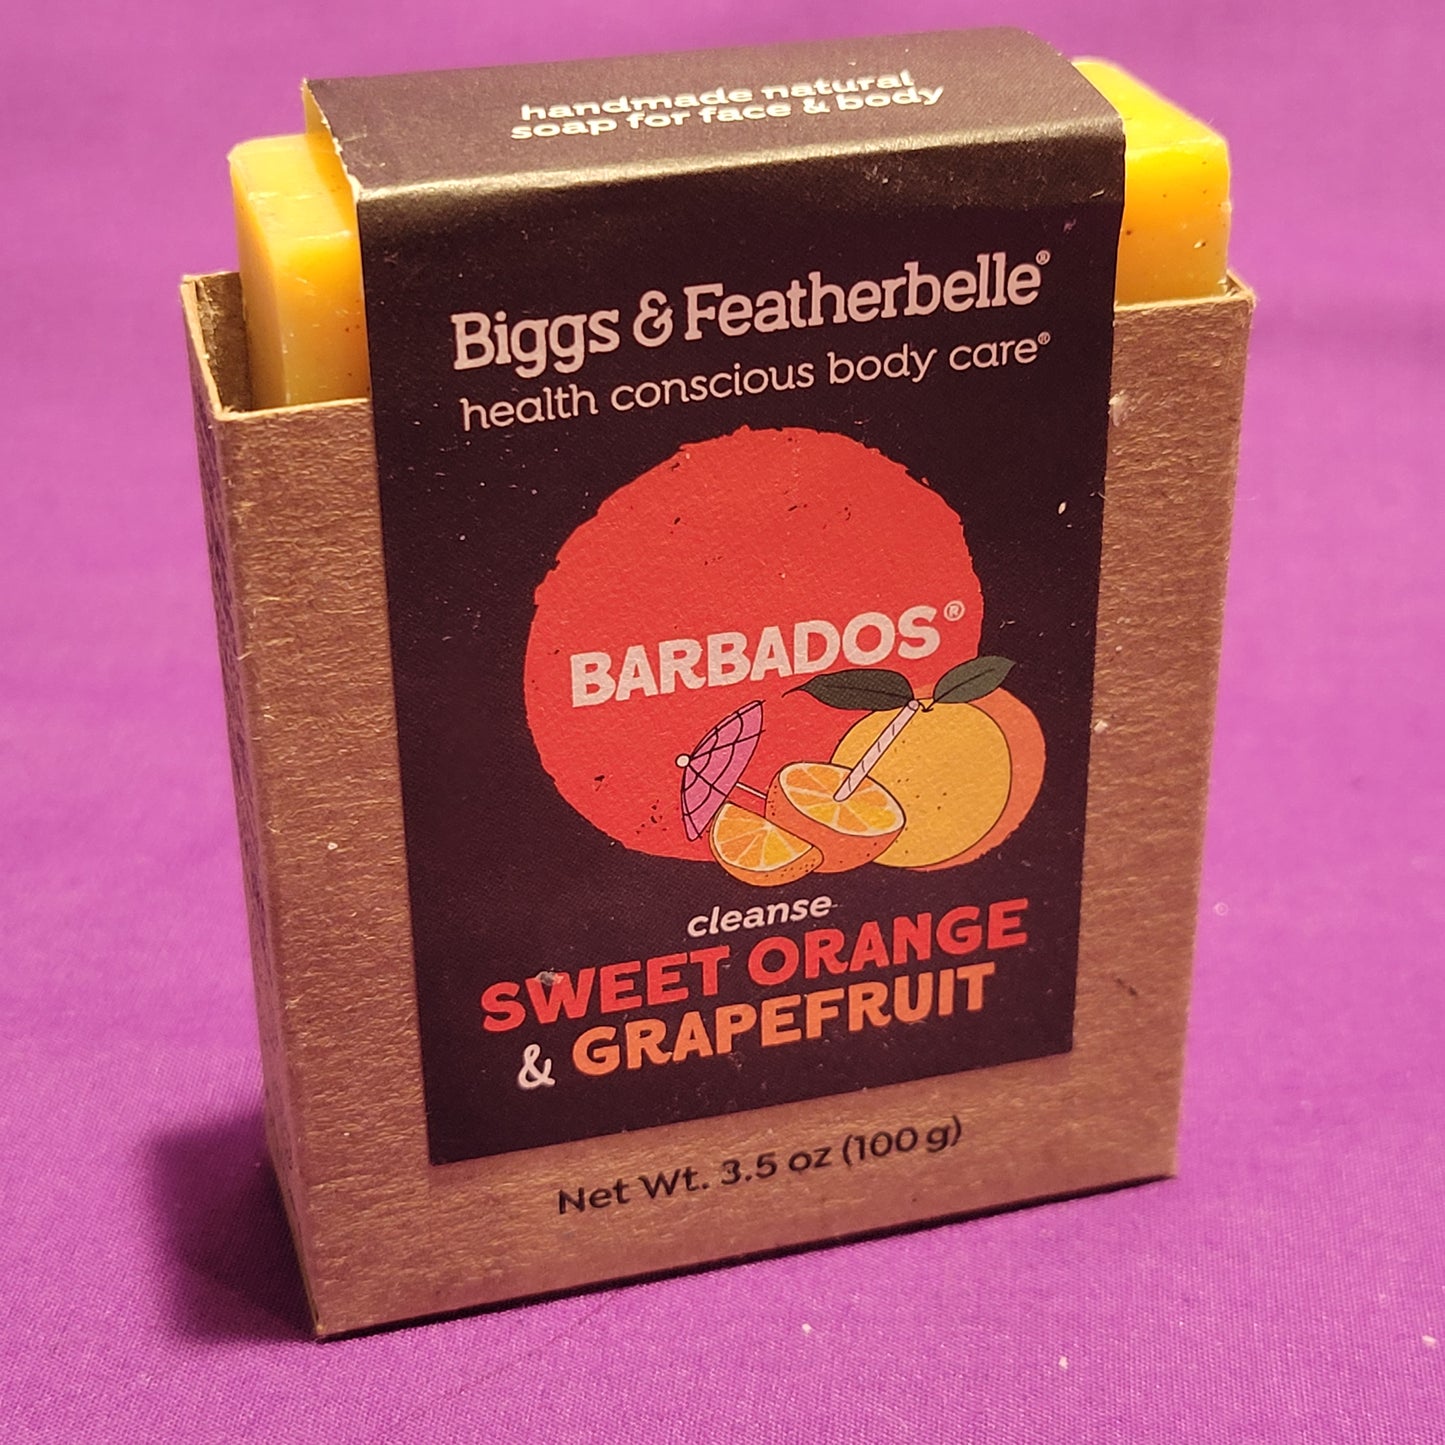 handmade natural
soap for face & body
Biggs & Featherbelle®
health conscious body care®
BARBADOS®
cleanse
SWEET ORANGE
& GRAPEFRUIT
Net Wt. 3.5 oz (100 g)